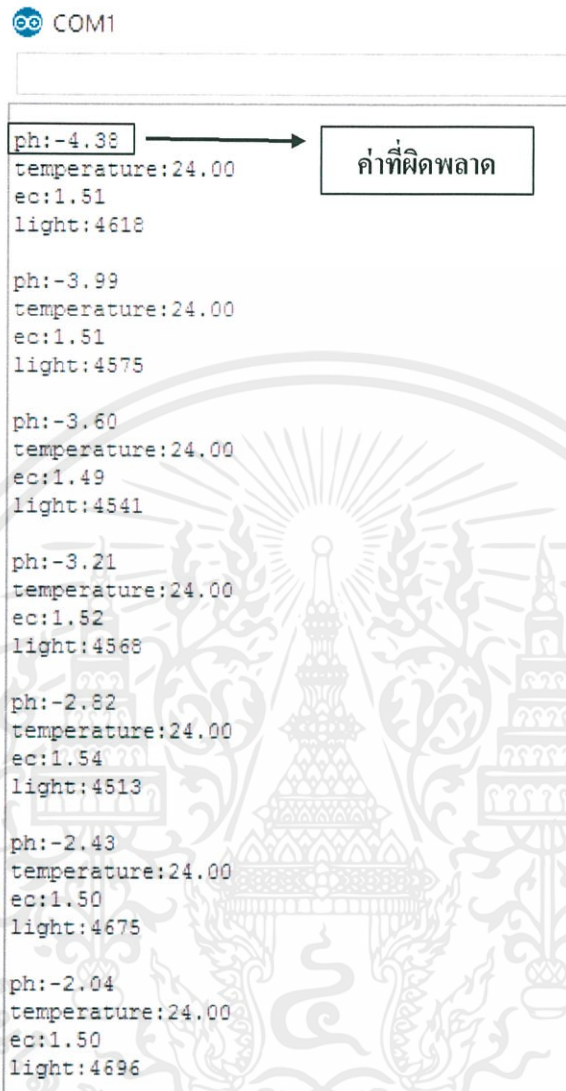 COM1
ph:-4.38
ค่าที่ผิดพลาด
temperature:24.00
ec:1.51
light:4618
ph:-3.99
temperature:24.00
ec:1.51
light:4575
ph:-3.60
temperature:24.00
ec:1.49
light:4541
ph:-3.21
temperature:24.00
ec:1.52
light:4568
ph:-2.82
temperature:24.00
ec:1.54
light:4513
ph:-2.43
temperature:24.00
ec:1.50
light:4675
ph:-2.04
temperature:24.00
ec:1.50
light:4696